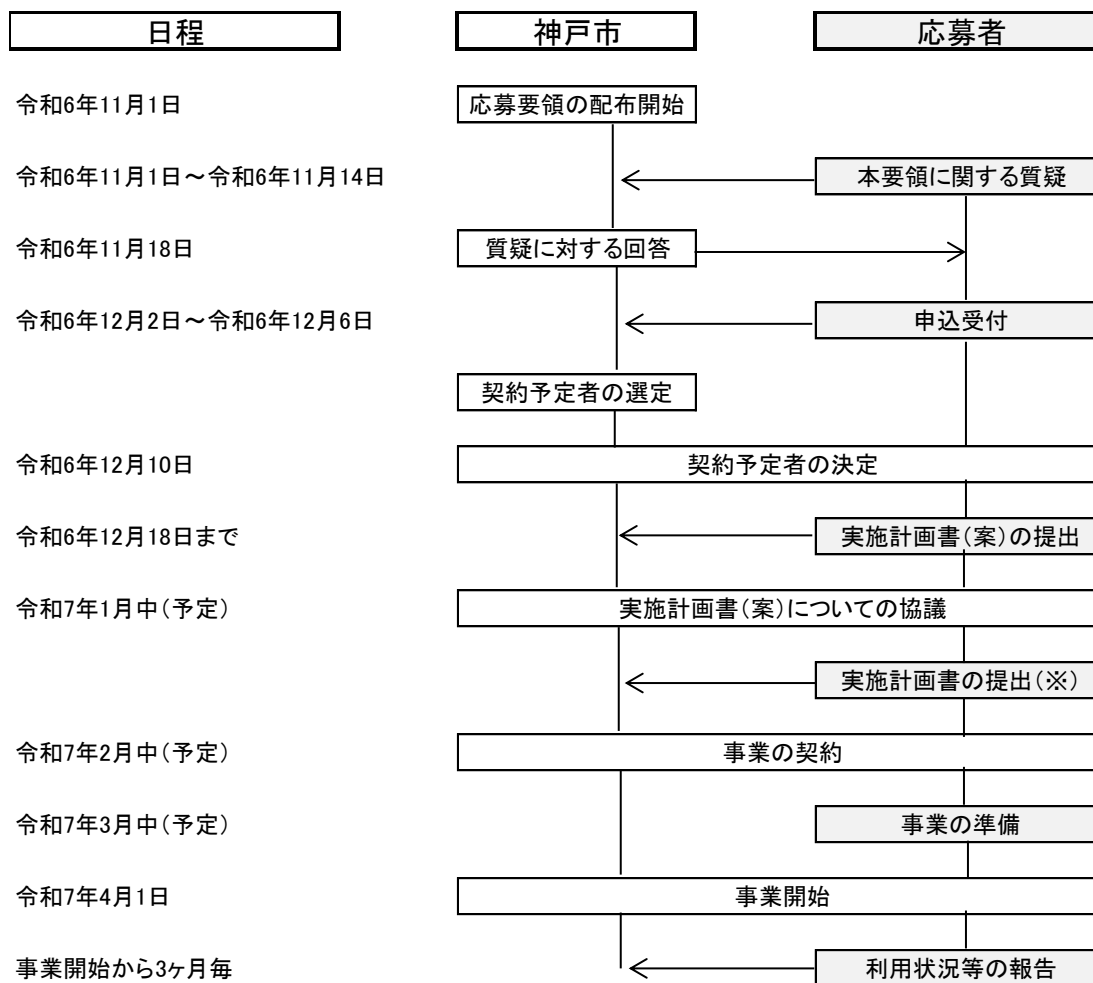 日程
神戸市
応募者
令和6年11月1日
応募要領の配布開始
令和6年11月1日～令和6年11月14日
本要領に関する質疑
令和6年11月18日
質疑に対する回答
令和6年12月2日～令和6年12月6日
申込受付
契約予定者の選定
令和6年12月10日
契約予定者の決定
令和6年12月18日まで
実施計画書（案）の提出
令和7年1月中（予定）
実施計画書（案）についての協議
実施計画書の提出（※）
令和7年2月中（予定）
事業の契約
令和7年3月中（予定）
事業の準備
令和7年4月1日
事業開始
事業開始から3ヶ月毎
利用状況等の報告